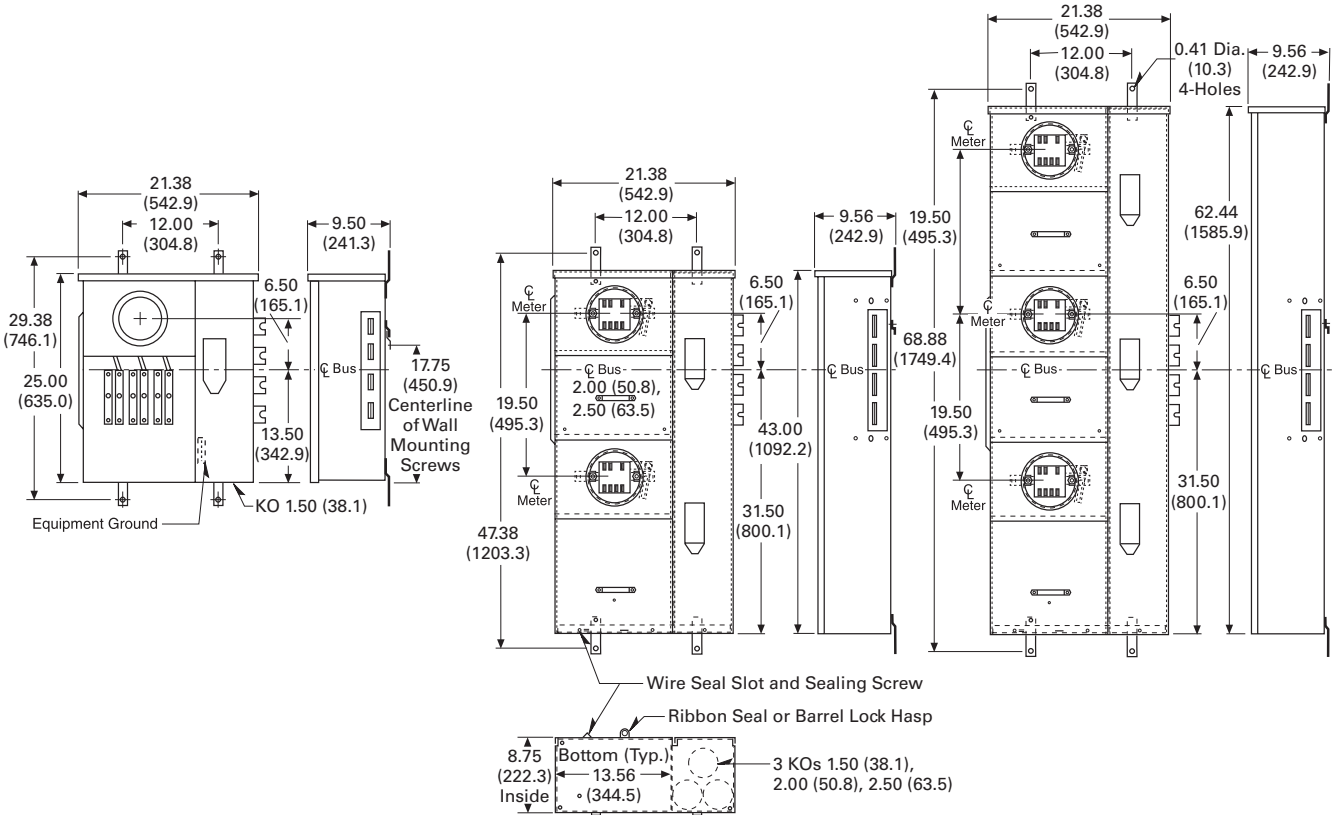 21.38
(542.9)
12.00
(304.8)
9.50
(241.3)
6.50
(165.1)
29.38
(746.1)
25.00
(635.0)
13.50
(342.9)
℄ Bus
17.75
(450.9)
Centerline
of Wall
Mounting
Screws
KO 1.50 (38.1)
Equipment Ground
21.38
(542.9)
12.00
(304.8)
9.56
(242.9)
℄
Meter
6.50
(165.1)
℄ Bus
2.00 (50.8),
2.50 (63.5)
19.50
(495.3)
℄
Meter
47.38
(1203.3)
43.00
(1092.2)
31.50
(800.1)
℄ Bus
21.38
(542.9)
12.00
(304.8)
0.41 Dia.
(10.3)
4-Holes
9.56
(242.9)
℄
Meter
19.50
(495.3)
62.44
(1585.9)
6.50
(165.1)
℄
Meter
68.88
(1749.4)
℄ Bus
19.50
(495.3)
℄
Meter
31.50
(800.1)
Wire Seal Slot and Sealing Screw
Ribbon Seal or Barrel Lock Hasp
8.75
(222.3)
Inside
Bottom (Typ.)
13.56
(344.5)
3 KOs 1.50 (38.1),
2.00 (50.8), 2.50 (63.5)